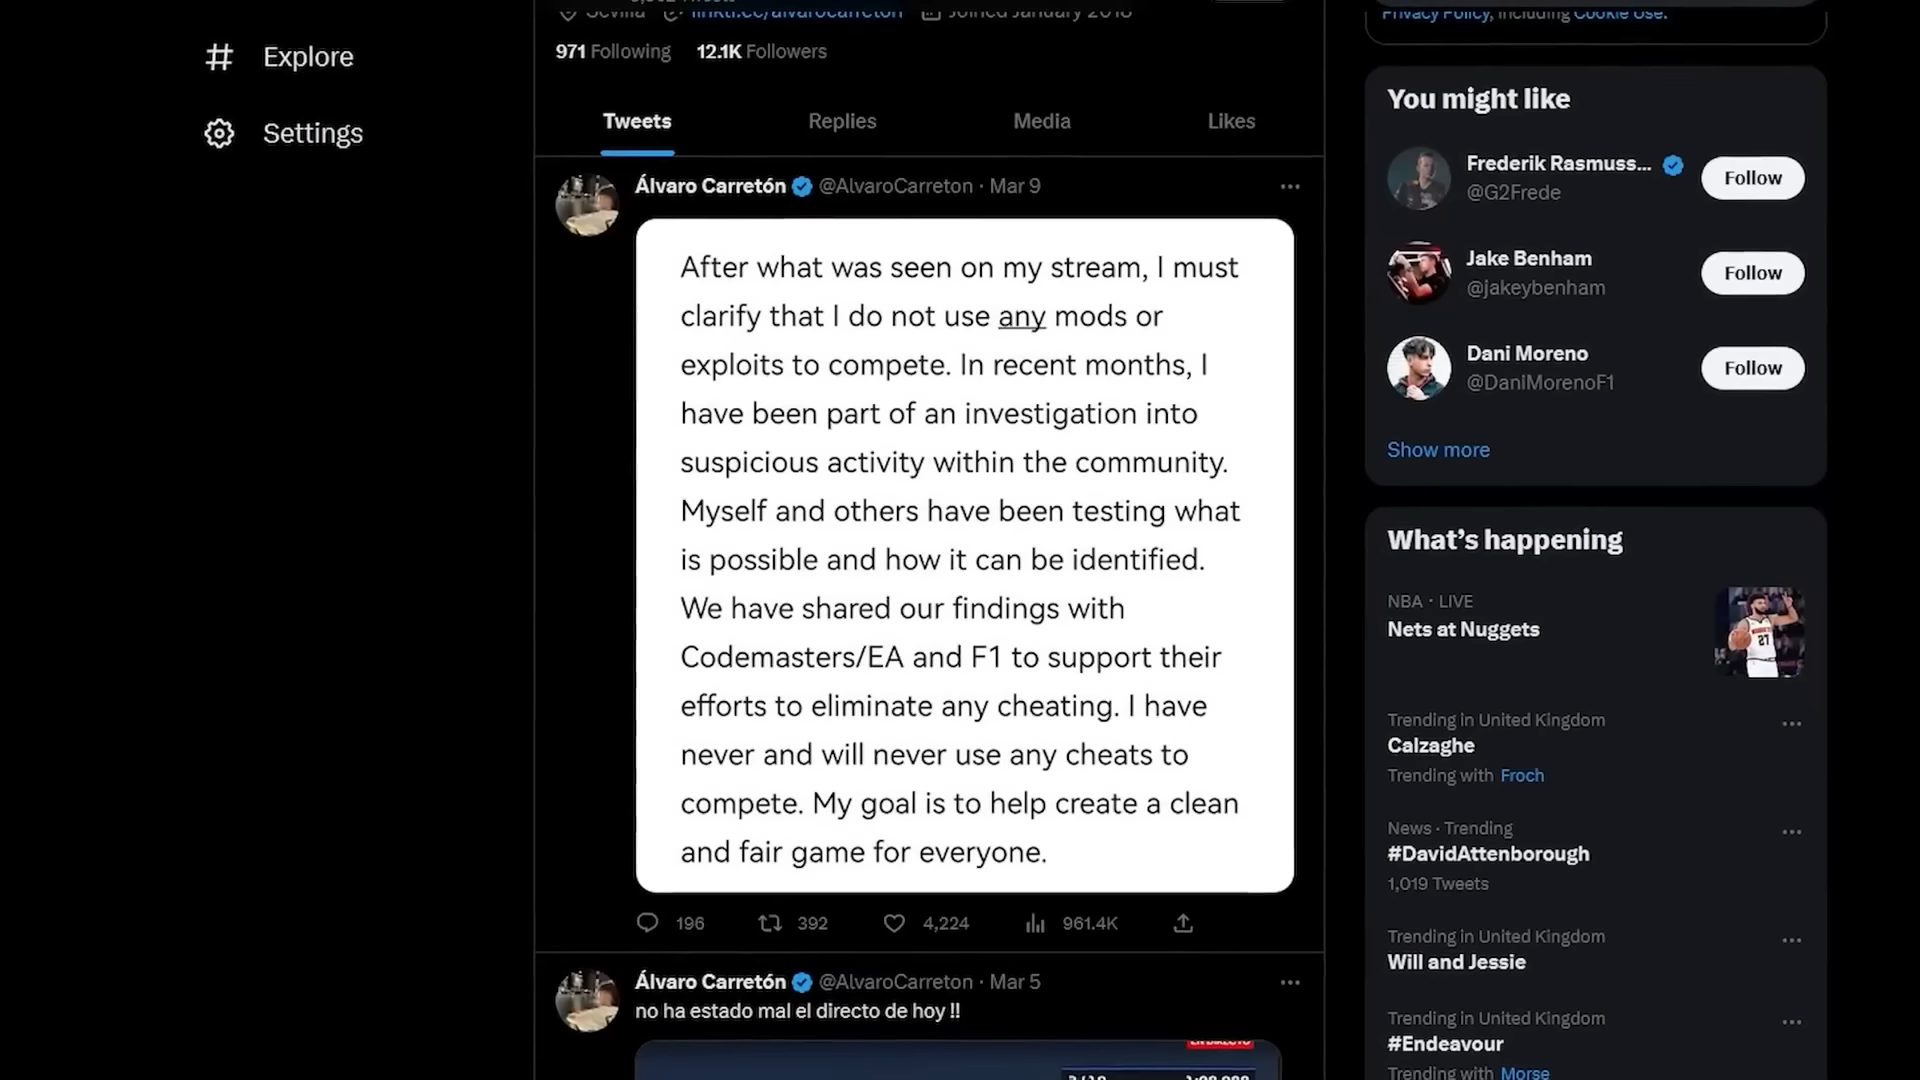 Sevilla linktr.ee/alvarocarreton Joined January 2018
971 Following 12.1K Followers
Explore
Settings
Tweets Replies Media Likes
Álvaro Carretón @AlvaroCarreton · Mar 9
After what was seen on my stream, I must
clarify that I do not use any mods or
exploits to compete. In recent months, I
have been part of an investigation into
suspicious activity within the community.
Myself and others have been testing what
is possible and how it can be identified.
We have shared our findings with
Codemasters/EA and F1 to support their
efforts to eliminate any cheating. I have
never and will never use any cheats to
compete. My goal is to help create a clean
and fair game for everyone.
196 392 4,224 961.4K
Álvaro Carretón @AlvaroCarreton · Mar 5
no ha estado mal el directo de hoy !!
EN DIRECTO
Privacy Policy, including Cookie Use.
You might like
Frederik Rasmuss...
@G2Frede
Follow
Jake Benham
@jakeybenham
Follow
Dani Moreno
@DaniMorenoF1
Follow
Show more
What's happening
NBA · LIVE
Nets at Nuggets
27
Trending in United Kingdom
Calzaghe
Trending with Froch
News · Trending
#DavidAttenborough
1,019 Tweets
Trending in United Kingdom
Will and Jessie
Trending in United Kingdom
#Endeavour
Trending with Morse